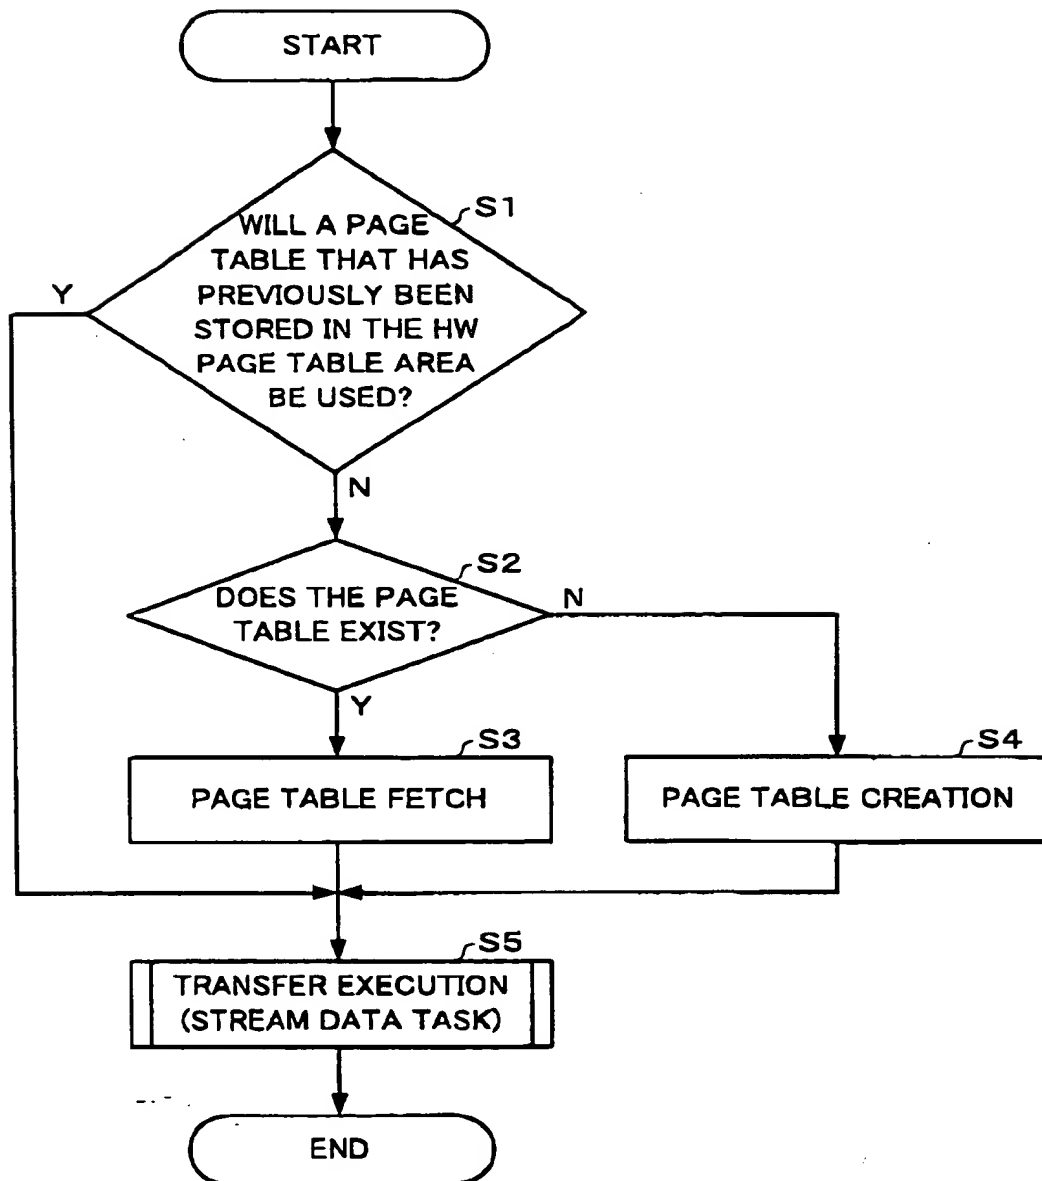 START
S1
WILL A PAGE
TABLE THAT HAS
PREVIOUSLY BEEN
STORED IN THE HW
PAGE TABLE AREA
BE USED?
Y
N
S2
DOES THE PAGE
TABLE EXIST?
N
Y
S3
PAGE TABLE FETCH
S4
PAGE TABLE CREATION
S5
TRANSFER EXECUTION
(STREAM DATA TASK)
END